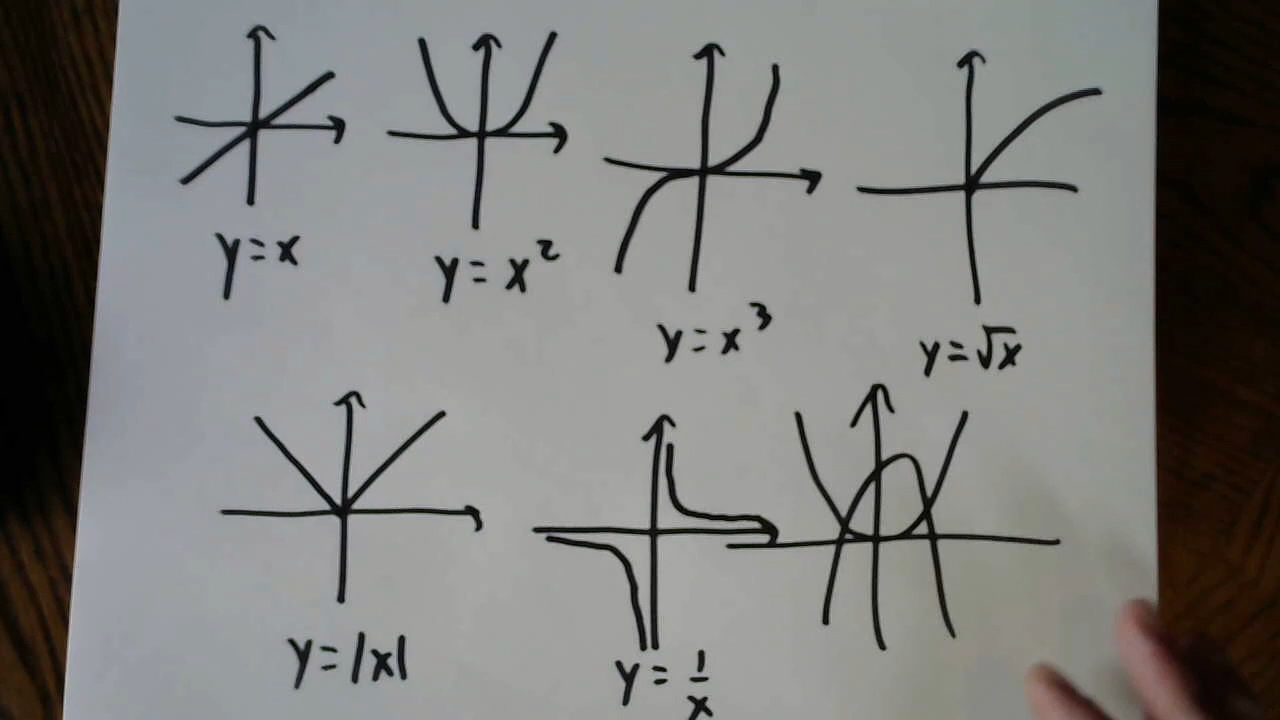 y = x
y = x²
y = x³
y = √x
y = |x|
y = 1/x